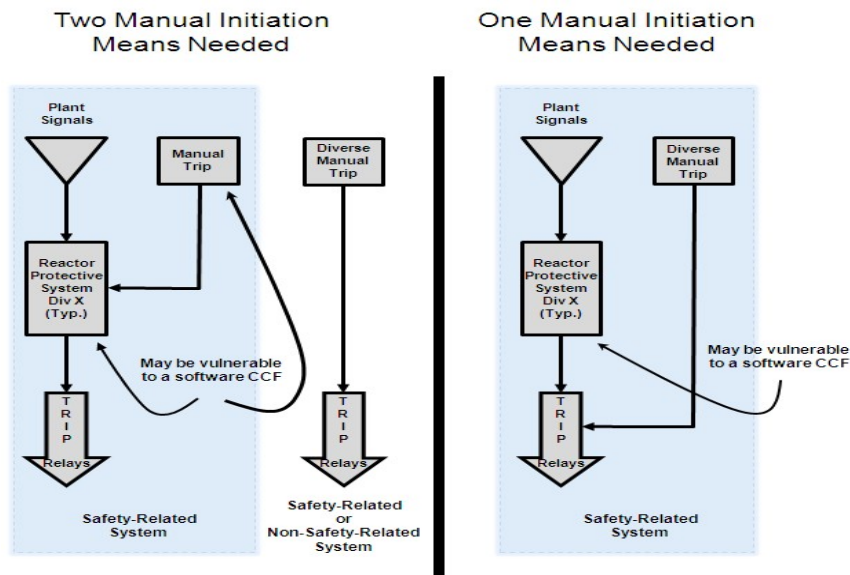 Two Manual Initiation
Means Needed
Plant
Signals
Manual
Trip
Diverse
Manual
Trip
Reactor
Protective
System
Div X
(Typ.)
May be vulnerable
to a software CCF
T
R
I
P
Relays
T
R
I
P
Relays
Safety-Related
System
Safety-Related
or
Non-Safety-Related
System
One Manual Initiation
Means Needed
Plant
Signals
Diverse
Manual
Trip
Reactor
Protective
System
Div X
(Typ.)
May be vulnerable
to a software CCF
T
R
I
P
Relays
Safety-Related
System